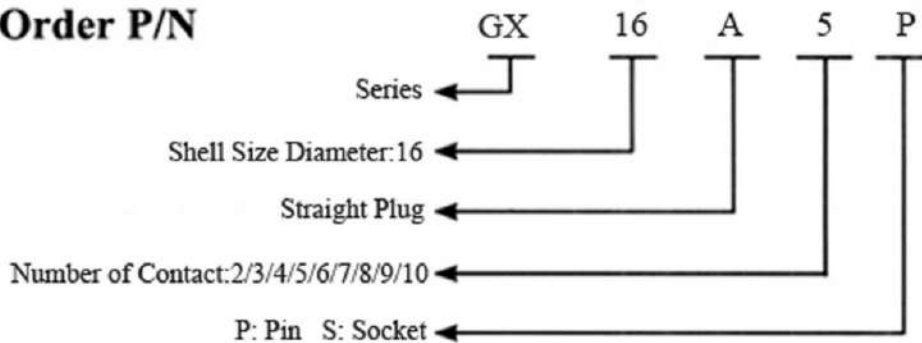 Order P/N GX 16 A 5 P
Series
Shell Size Diameter:16
Straight Plug
Number of Contact:2/3/4/5/6/7/8/9/10
P: Pin S: Socket